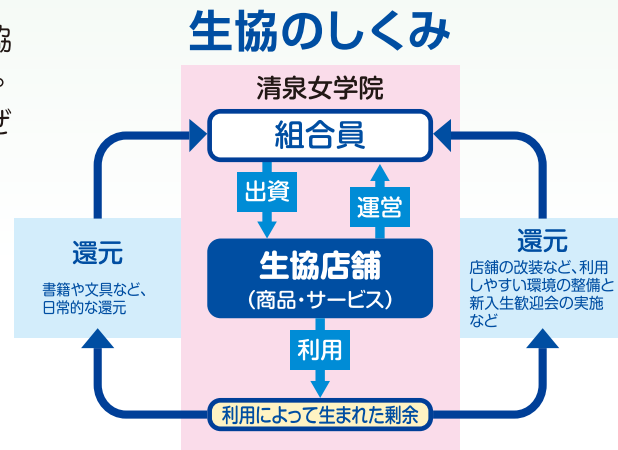 協
。
ぜ
生協のしくみ
清泉女学院
組合員
出資
運営
還元
書籍や文具など、
日常的な還元
生協店舗
（商品・サービス）
還元
店舗の改装など、利用
しやすい環境の整備と
新入生歓迎会の実施
など
利用
利用によって生まれた剰余